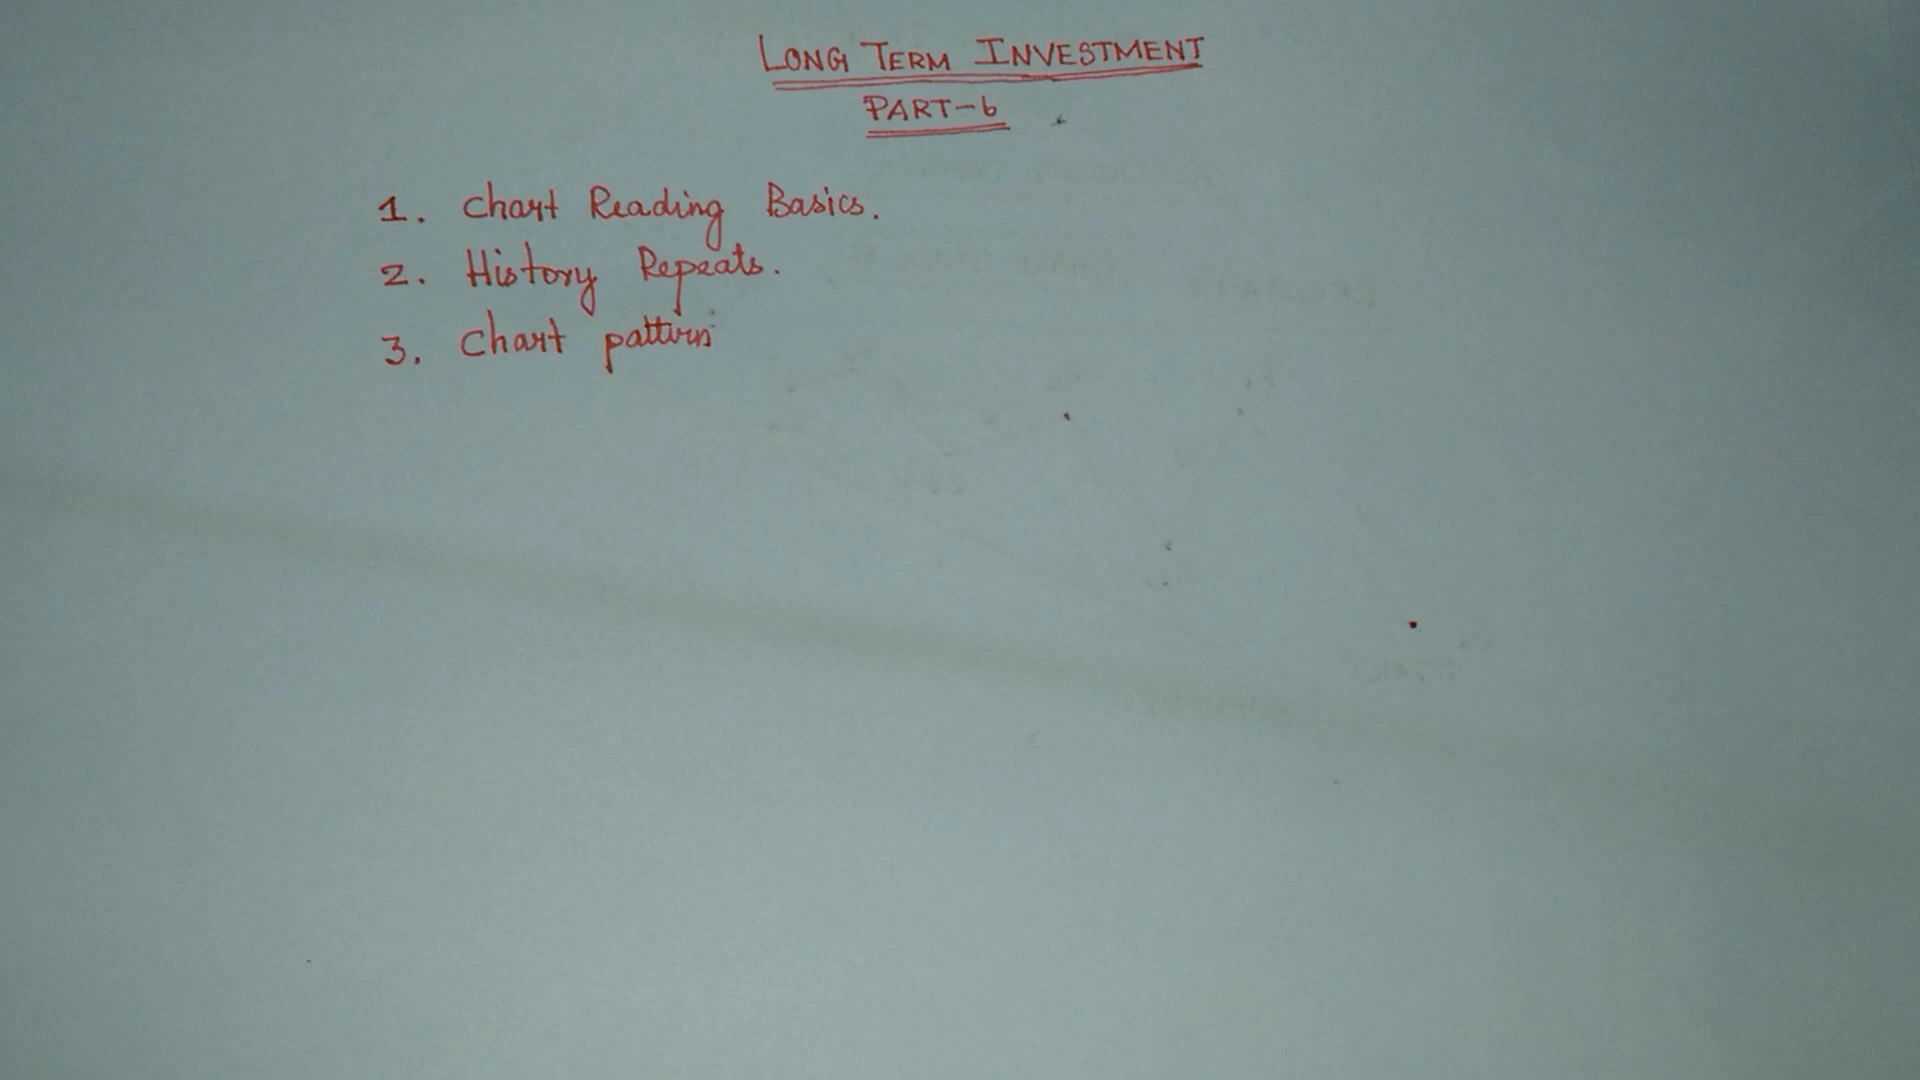 LONG TERM INVESTMENT
PART-6
1. Chart Reading Basics.
2. History Repeats.
3. Chart pattern